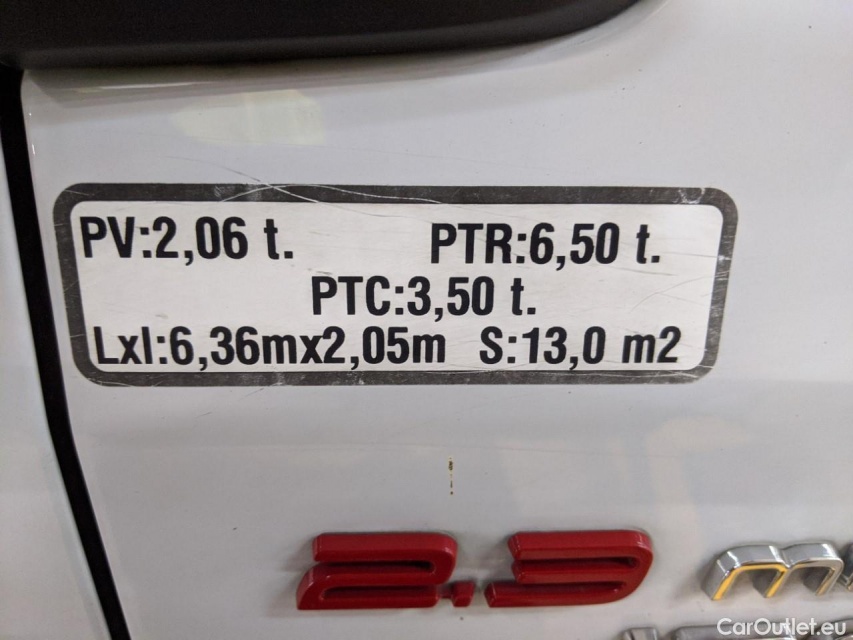 PV:2,06 t. PTR:6,50 t.
PTC:3,50 t.
Lxl:6,36mx2,05m S:13,0 m2
2.3
CarOutlet.eu